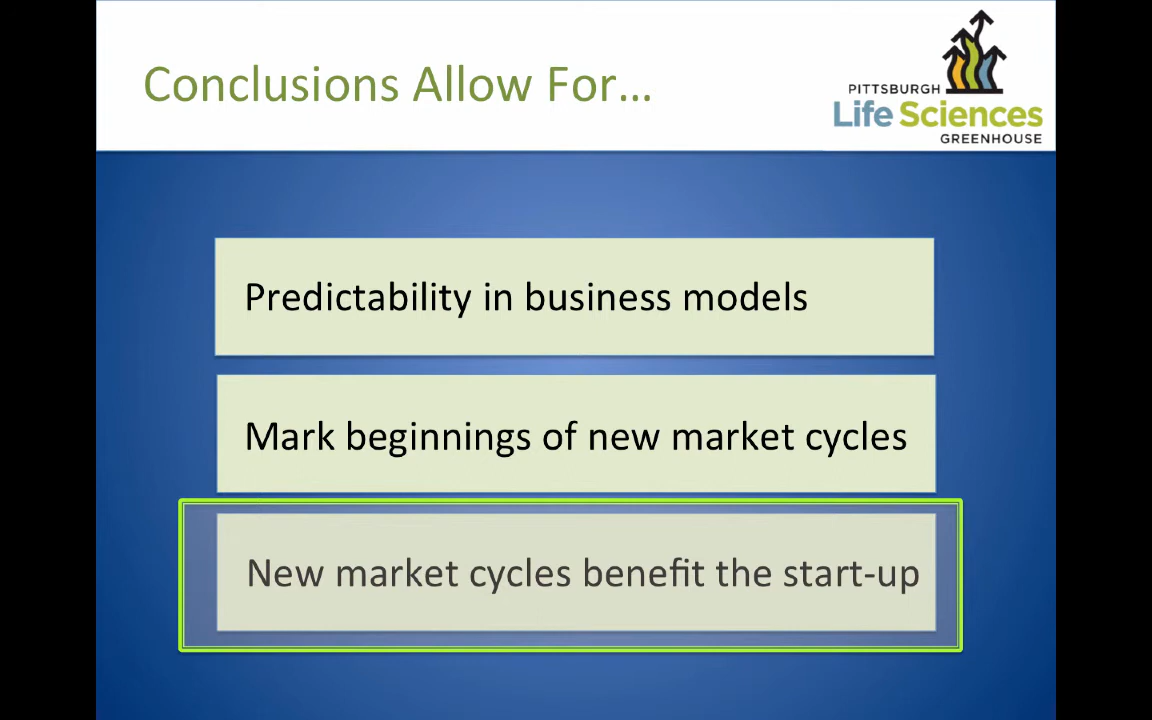 Conclusions Allow For...
PITTSBURGH
Life Sciences
GREENHOUSE
Predictability in business models
Mark beginnings of new market cycles
New market cycles benefit the start-up